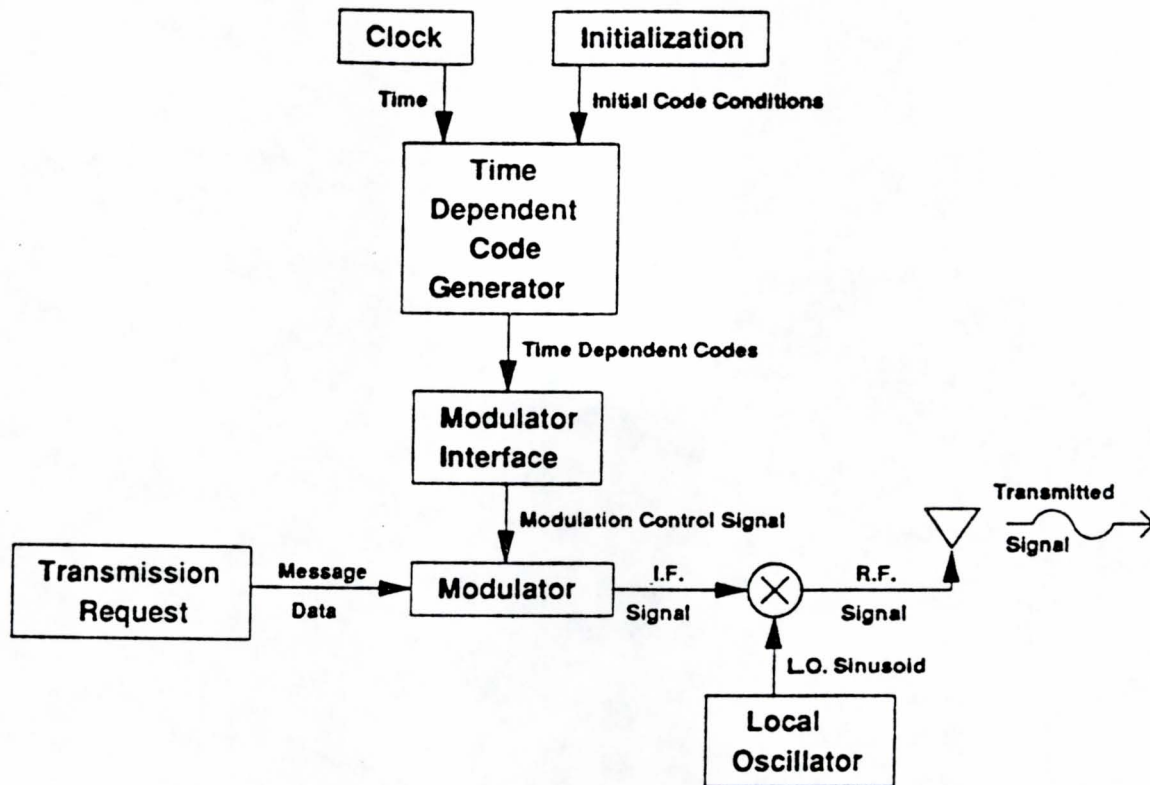 Clock
Initialization
Time
Initial Code Conditions
Time
Dependent
Code
Generator
Time Dependent Codes
Modulator
Interface
Modulation Control Signal
Transmission
Request
Message
Data
Modulator
I.F.
Signal
R.F.
Signal
Transmitted
Signal
L.O. Sinusoid
Local
Oscillator